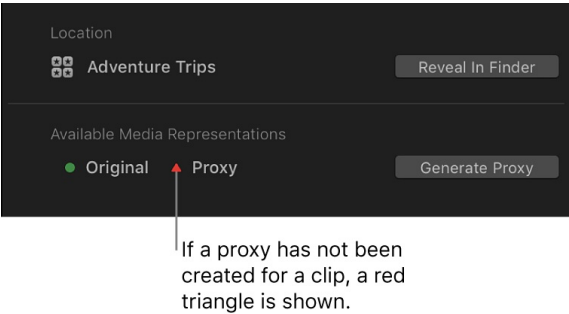 Location
Adventure Trips
Reveal In Finder
Available Media Representations
Original
Proxy
Generate Proxy
If a proxy has not been
created for a clip, a red
triangle is shown.